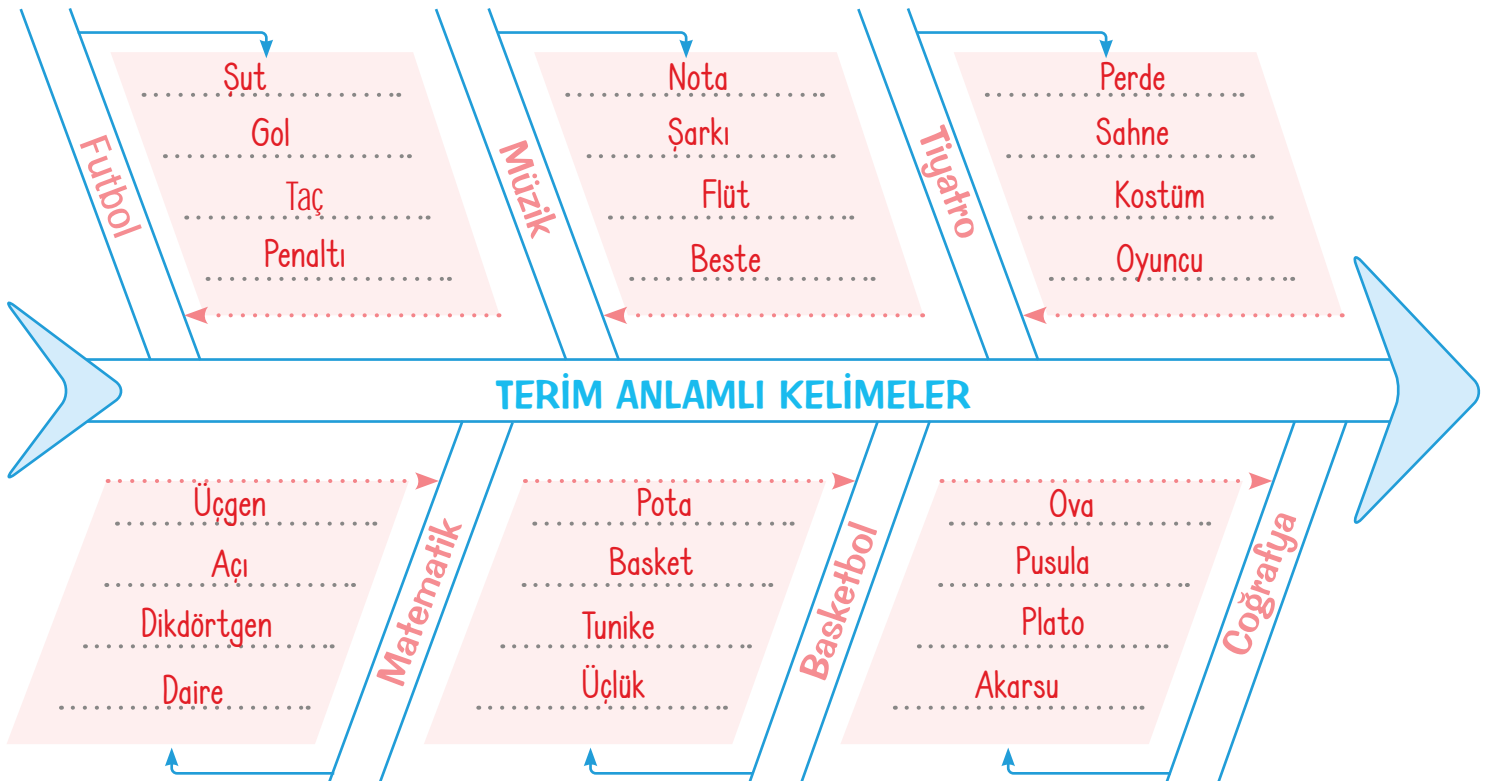 Futbol
Şut
Gol
Taç
Penaltı
Müzik
Nota
Şarkı
Flüt
Beste
Tiyatro
Perde
Sahne
Kostüm
Oyuncu
TERİM ANLAMLI KELİMELER
Üçgen
Açı
Dikdörtgen
Daire
Matematik
Pota
Basket
Tunike
Üçlük
Basketbol
Ova
Pusula
Plato
Akarsu
Coğrafya